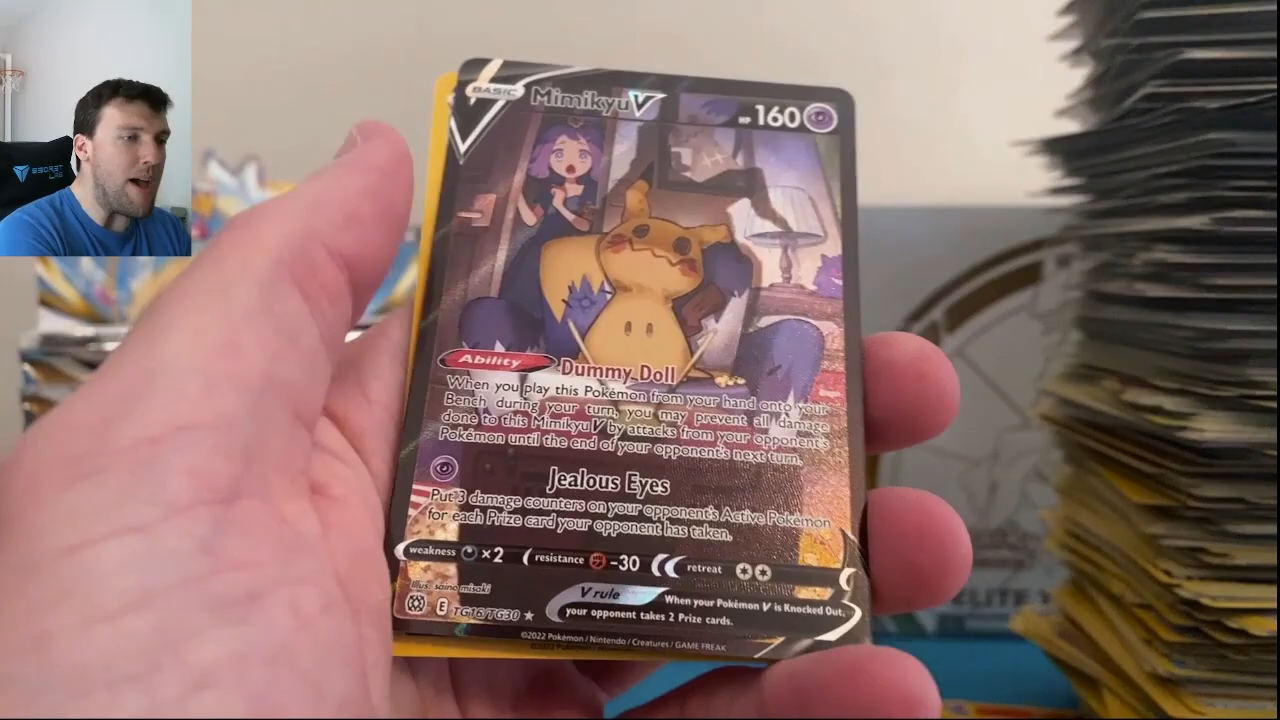 SECRET
LAB
BASIC
Mimikyu V
HP 160
Ability
Dummy Doll
When you play this Pokémon from your hand onto your
Bench during your turn, you may prevent all damage
done to this Mimikyu V by attacks from your opponent's
Pokémon until the end of your opponent's next turn.
Jealous Eyes
Put 3 damage counters on your opponent's Active Pokémon
for each Prize card your opponent has taken.
weakness ×2
resistance -30
retreat
Illus. saino misaki
V rule
When your Pokémon V is Knocked Out,
your opponent takes 2 Prize cards.
E TG16/TG30
©2022 Pokémon / Nintendo / Creatures / GAME FREAK
ELITE